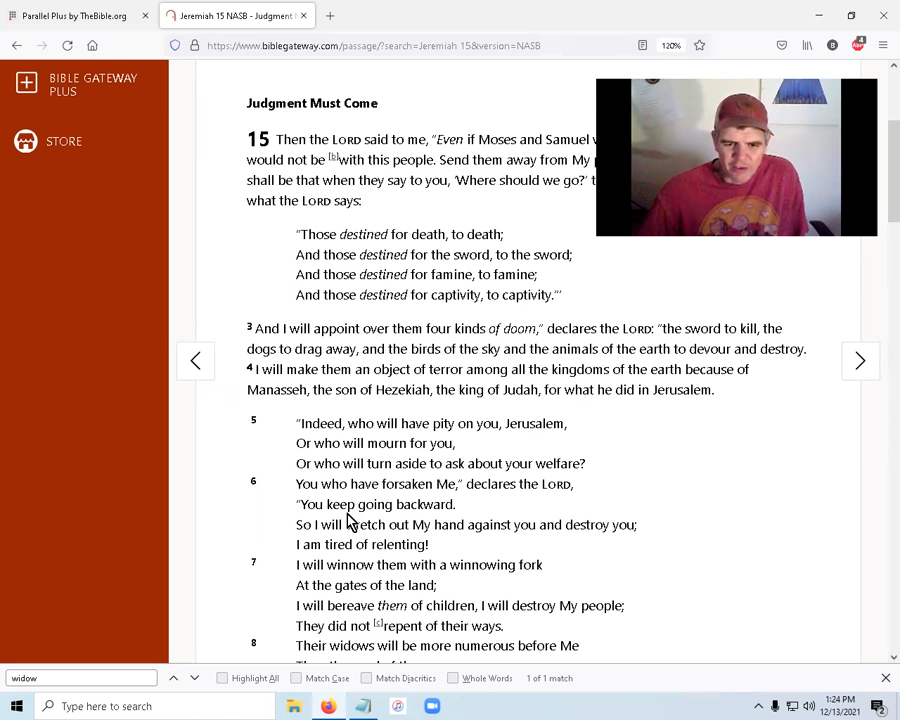 Parallel Plus by TheBible.org
Jeremiah 15 NASB - Judgment
https://www.biblegateway.com/passage/?search=Jeremiah 15&version=NASB
120%
4
BIBLE GATEWAY
PLUS
STORE
Judgment Must Come
15 Then the LORD said to me, "Even if Moses and Samuel
would not be [b]with this people. Send them away from My
shall be that when they say to you, 'Where should we go?'
what the LORD says:
"Those destined for death, to death;
And those destined for the sword, to the sword;
And those destined for famine, to famine;
And those destined for captivity, to captivity."'
3 And I will appoint over them four kinds of doom," declares the LORD: "the sword to kill, the
dogs to drag away, and the birds of the sky and the animals of the earth to devour and destroy.
4 I will make them an object of terror among all the kingdoms of the earth because of
Manasseh, the son of Hezekiah, the king of Judah, for what he did in Jerusalem.
5 "Indeed, who will have pity on you, Jerusalem,
Or who will mourn for you,
Or who will turn aside to ask about your welfare?
6 You who have forsaken Me," declares the LORD,
"You keep going backward.
So I will stretch out My hand against you and destroy you;
I am tired of relenting!
7 I will winnow them with a winnowing fork
At the gates of the land;
I will bereave them of children, I will destroy My people;
They did not [c]repent of their ways.
8 Their widows will be more numerous before Me
widow
Highlight All
Match Case
Match Diacritics
Whole Words
1 of 1 match
Type here to search
1:24 PM
12/13/2021
2